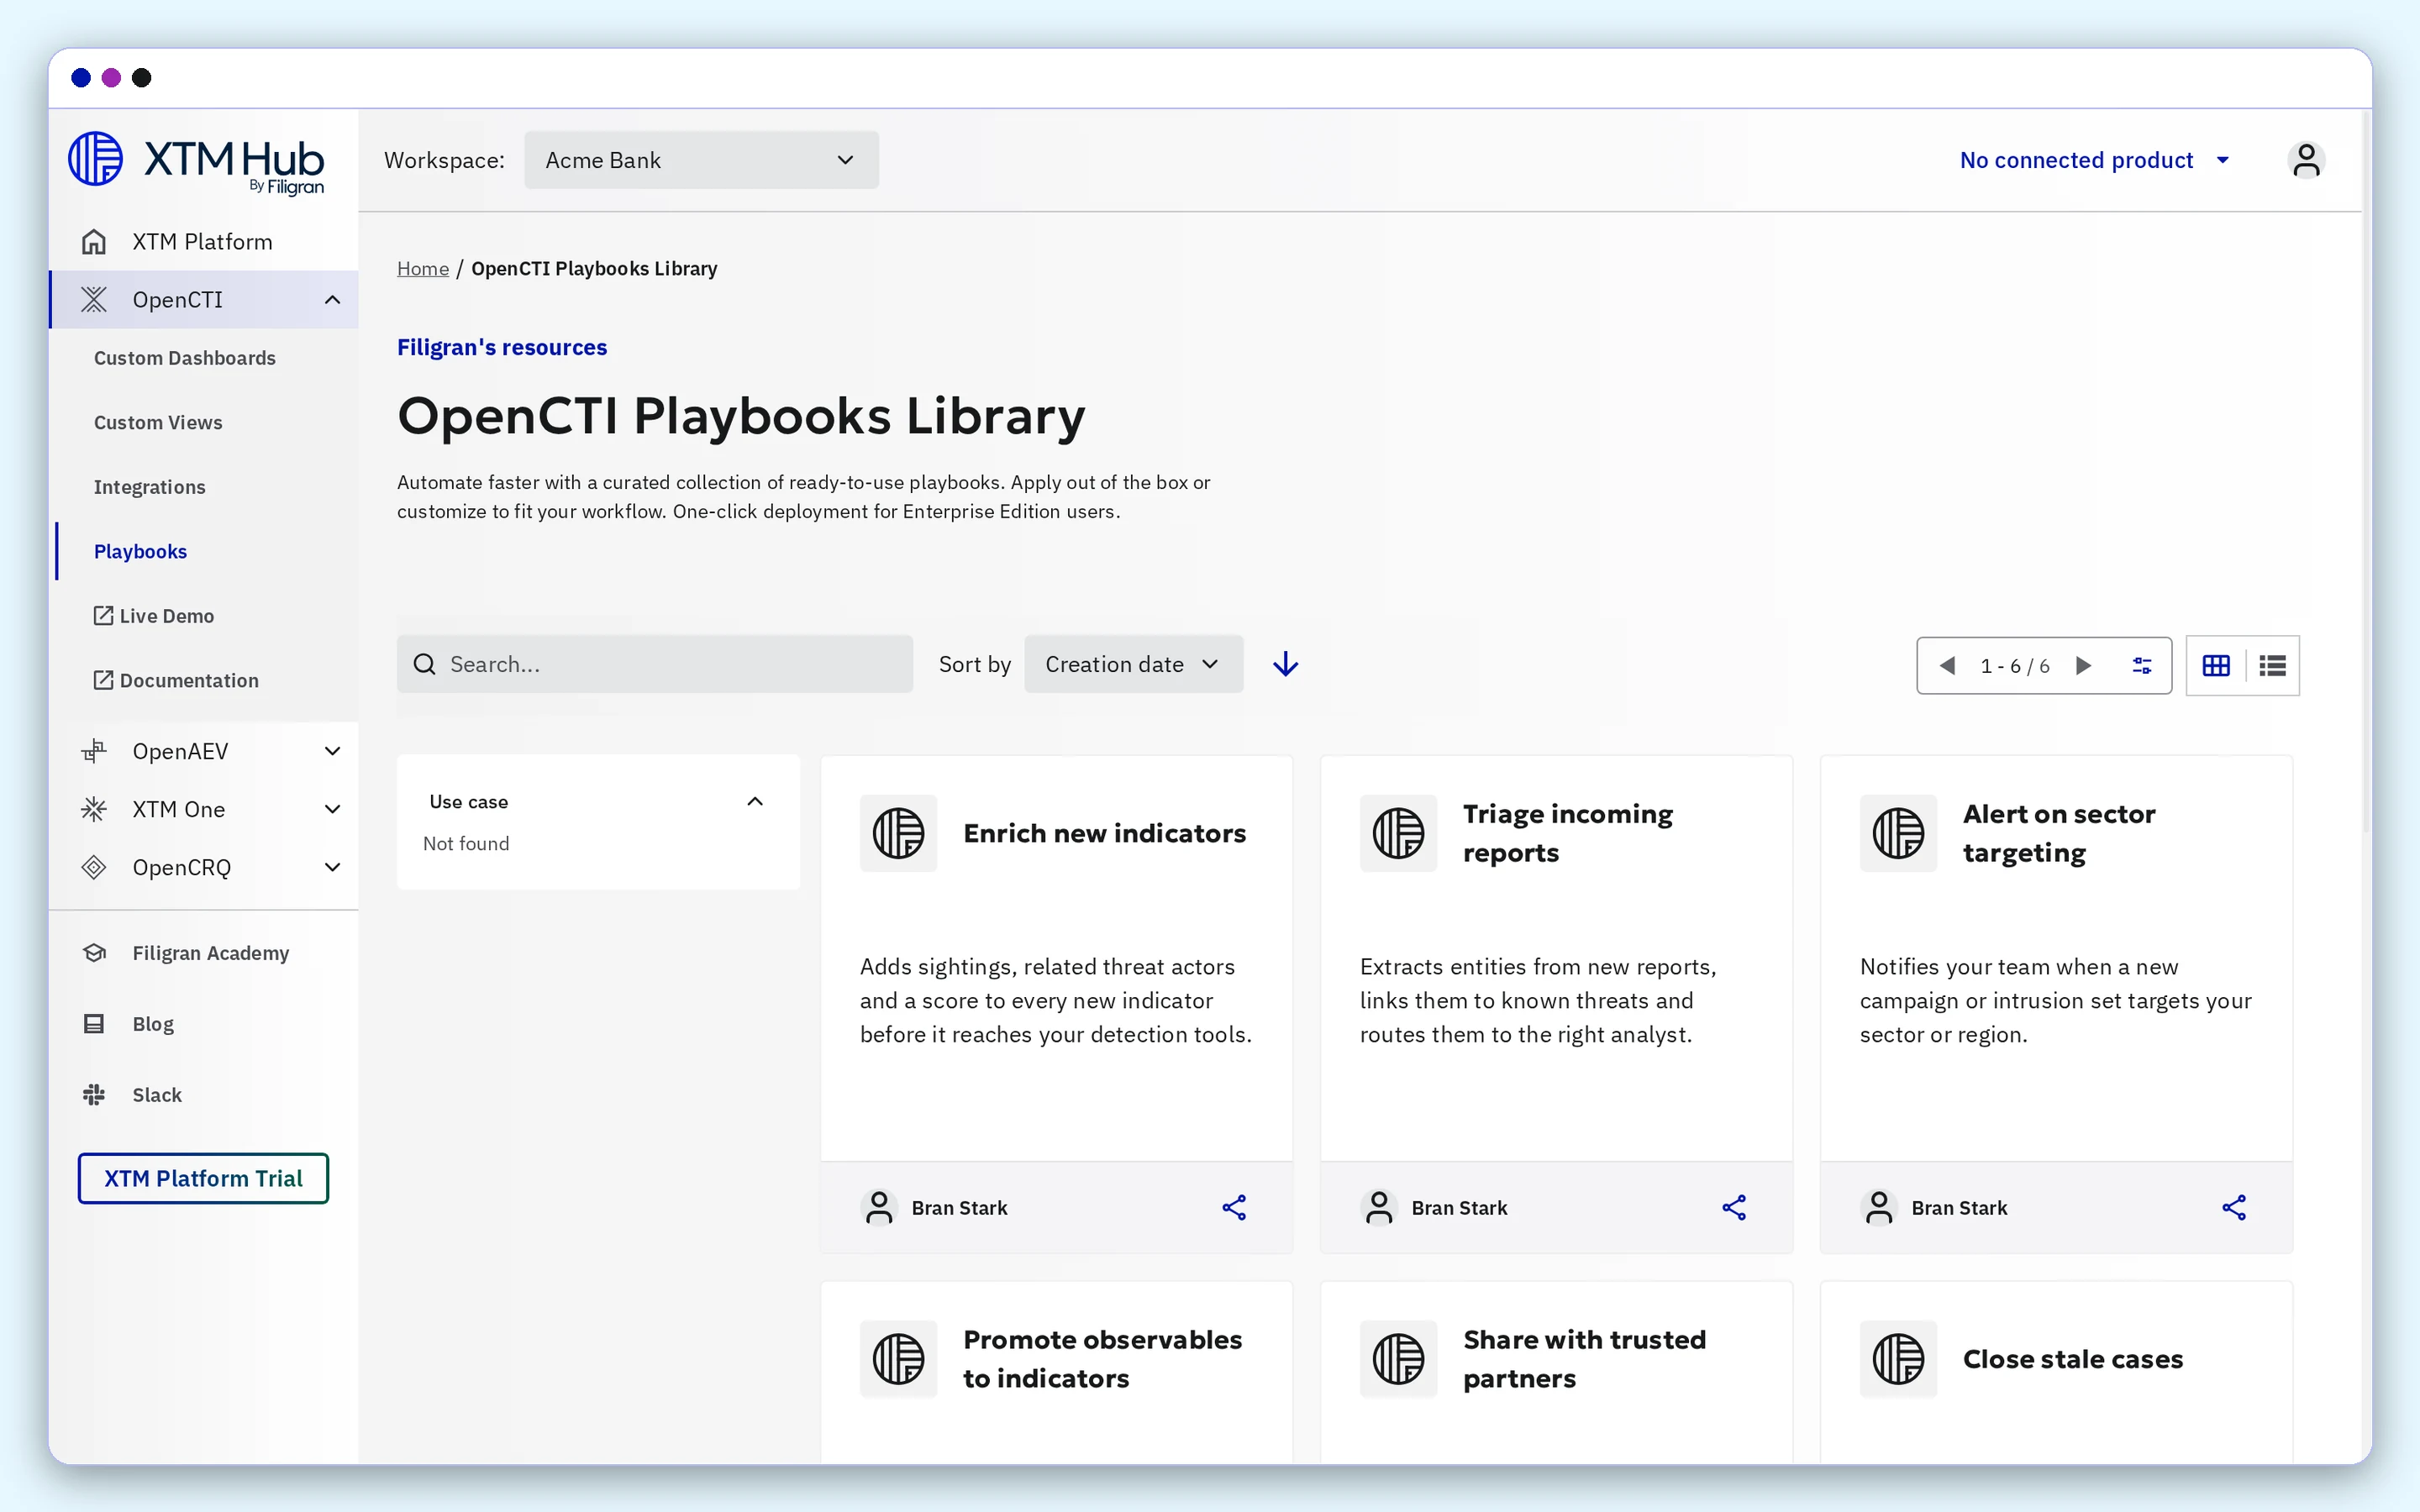 XTM Hub
By Filigran
Workspace:
Acme Bank
No connected product
XTM Platform
OpenCTI
Custom Dashboards
Custom Views
Integrations
Playbooks
Live Demo
Documentation
OpenAEV
XTM One
OpenCRQ
Filigran Academy
Blog
Slack
XTM Platform Trial
Home / OpenCTI Playbooks Library
Filigran's resources
OpenCTI Playbooks Library
Automate faster with a curated collection of ready-to-use playbooks. Apply out of the box or
customize to fit your workflow. One-click deployment for Enterprise Edition users.
Search...
Sort by
Creation date
1 - 6 / 6
Use case
Not found
Enrich new indicators
Adds sightings, related threat actors
and a score to every new indicator
before it reaches your detection tools.
Bran Stark
Triage incoming
reports
Extracts entities from new reports,
links them to known threats and
routes them to the right analyst.
Bran Stark
Alert on sector
targeting
Notifies your team when a new
campaign or intrusion set targets your
sector or region.
Bran Stark
Promote observables
to indicators
Share with trusted
partners
Close stale cases